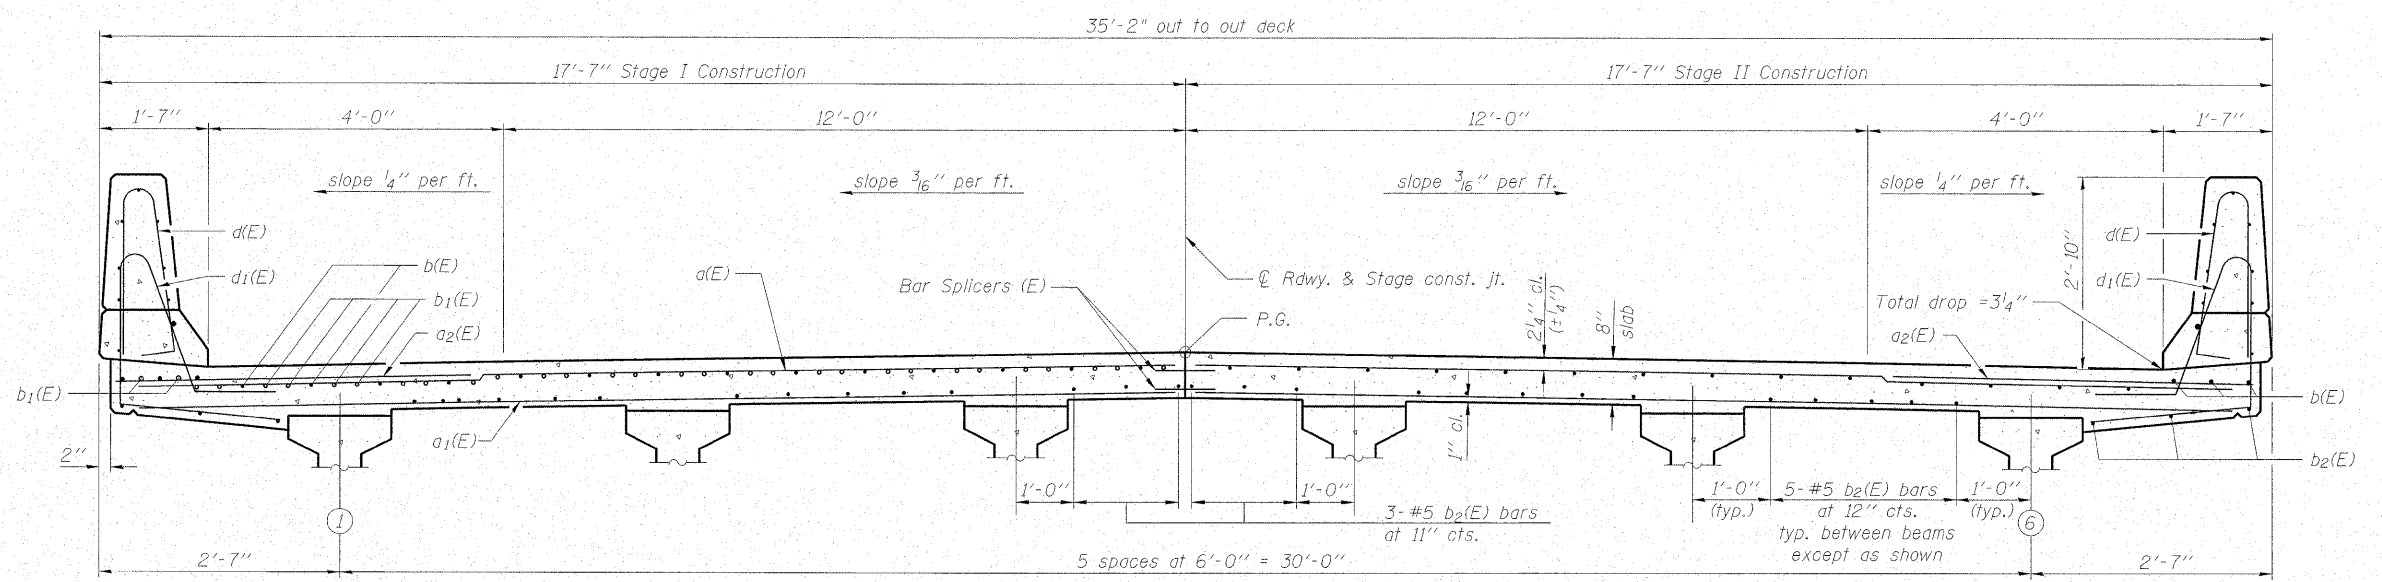 35'-2" out to out deck
17'-7" Stage I Construction
17'-7" Stage II Construction
1'-7"
4'-0"
12'-0"
12'-0"
4'-0"
1'-7"
slope 1/4" per ft.
slope 3/16" per ft.
slope 3/16" per ft.
slope 1/4" per ft.
d(E)
d1(E)
b(E)
b1(E)
a2(E)
a(E)
Bar Splicers (E)
℄ Rdwy. & Stage const. jt.
P.G.
2 1/4" cl.
(±1/4")
8"
slab
Total drop =3 1/4"
a2(E)
2'-10"
d(E)
d1(E)
b1(E)
a1(E)
1" cl.
b(E)
b2(E)
2"
1'-0"
1'-0"
3-#5 b2(E) bars
at 11" cts.
1'-0"
(typ.)
5-#5 b2(E) bars
at 12" cts.
typ. between beams
except as shown
1'-0"
(typ.)
1
6
2'-7"
5 spaces at 6'-0" = 30'-0"
2'-7"